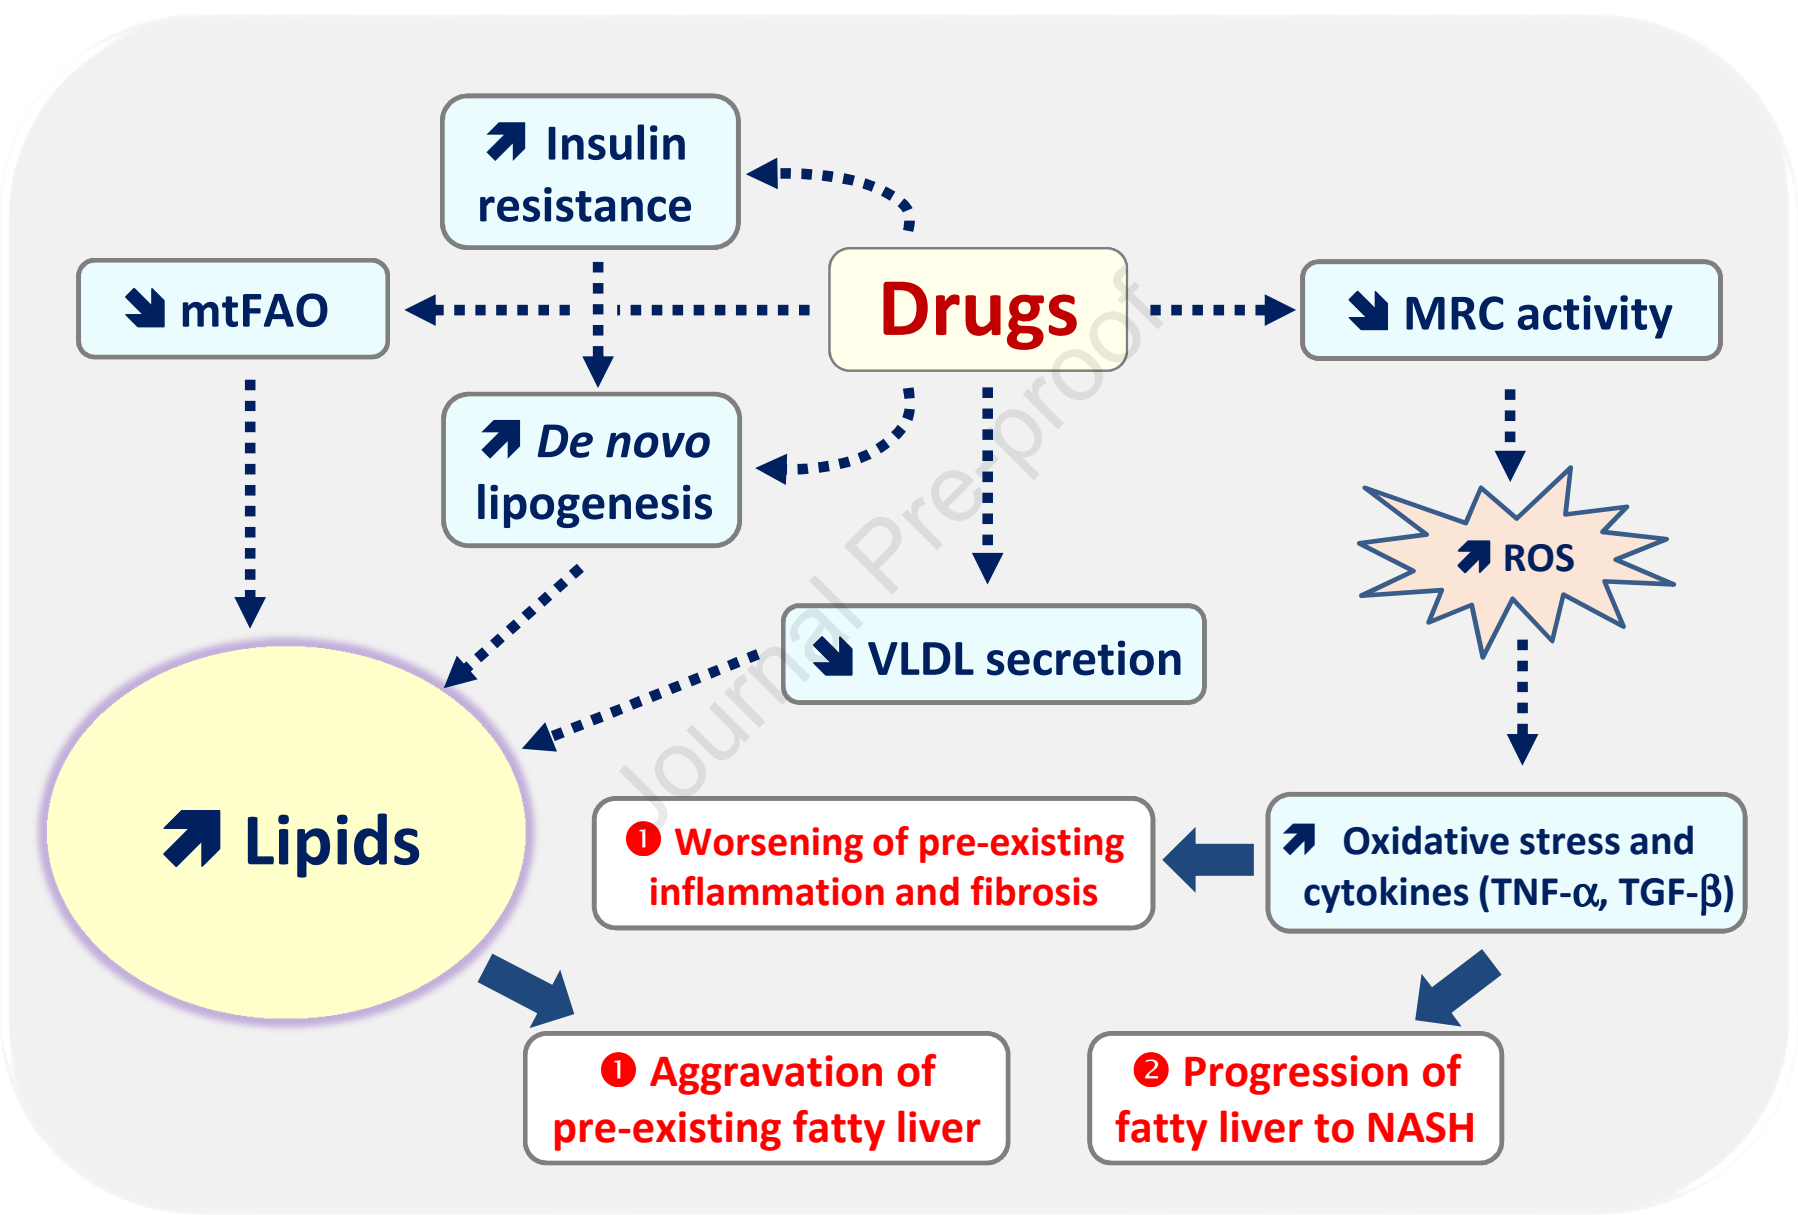 ↗ Insulin
resistance
↘ mtFAO
Drugs
↘ MRC activity
↗ De novo
lipogenesis
↗ ROS
↘ VLDL secretion
↗ Lipids
❶ Worsening of pre-existing
inflammation and fibrosis
↗ Oxidative stress and
cytokines (TNF-α, TGF-β)
❶ Aggravation of
pre-existing fatty liver
❷ Progression of
fatty liver to NASH
Journal Pre-proof